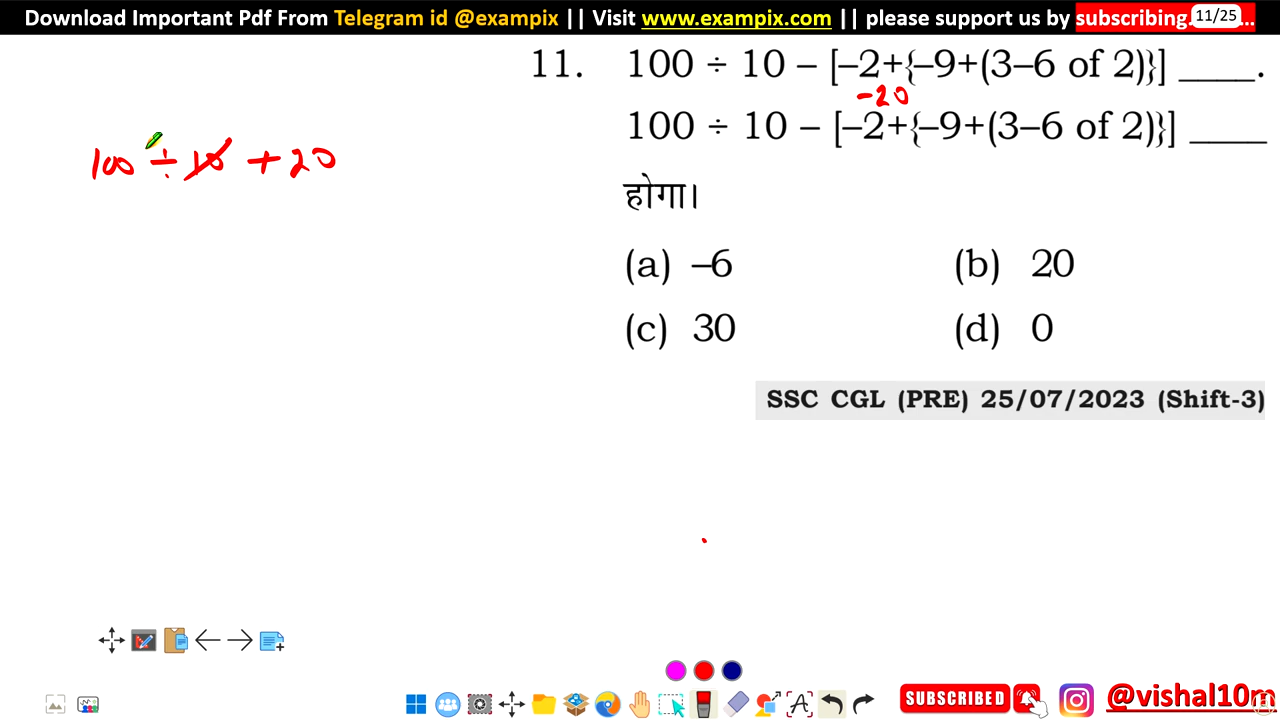 Download Important Pdf From Telegram id @exampix || Visit www.exampix.com || please support us by subscribing. 11/25 ...
11. 100 ÷ 10 – [–2+{–9+(3–6 of 2)}] ____.
-20
100 ÷ 10 – [–2+{–9+(3–6 of 2)}] ____
100 ÷ 10 + 20
होगा।
(a) –6 (b) 20
(c) 30 (d) 0
SSC CGL (PRE) 25/07/2023 (Shift-3)
SUBSCRIBED @vishal10m